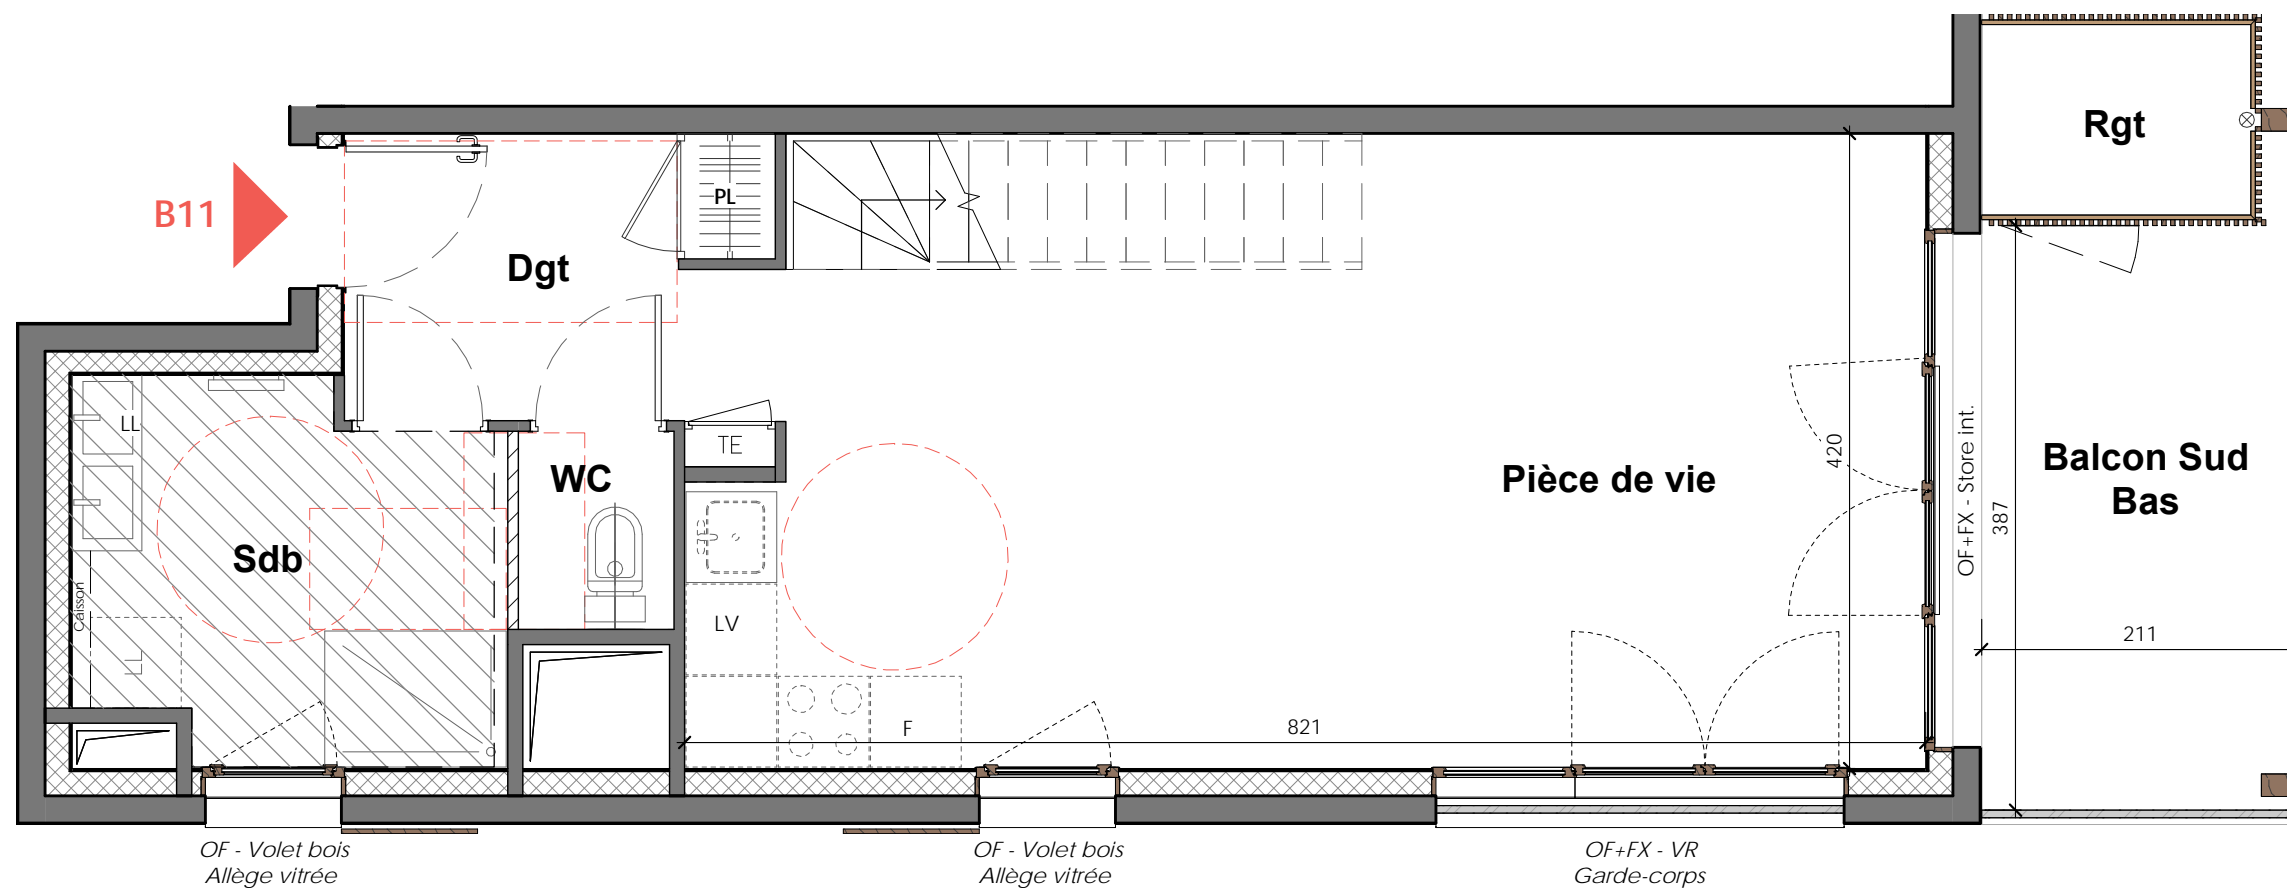 Rgt
B11
PL
Dgt
LL
TE
WC
Pièce de vie
420
OF+FX - Store int.
387
Balcon Sud
Bas
Sdb
Caisson
LL
LV
211
F
821
OF - Volet bois
Allège vitrée
OF - Volet bois
Allège vitrée
OF+FX - VR
Garde-corps